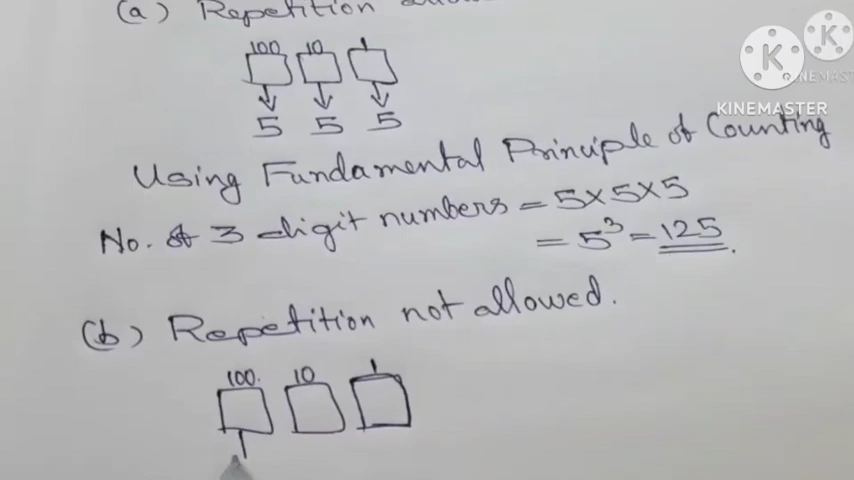 (a) Repetition
100 10 1
5 5 5
Using Fundamental Principle of Counting
No. of 3 digit numbers = 5×5×5
= 5³ = 125.
(b) Repetition not allowed.
100. 10 1
KINEMASTER
KINEMAST